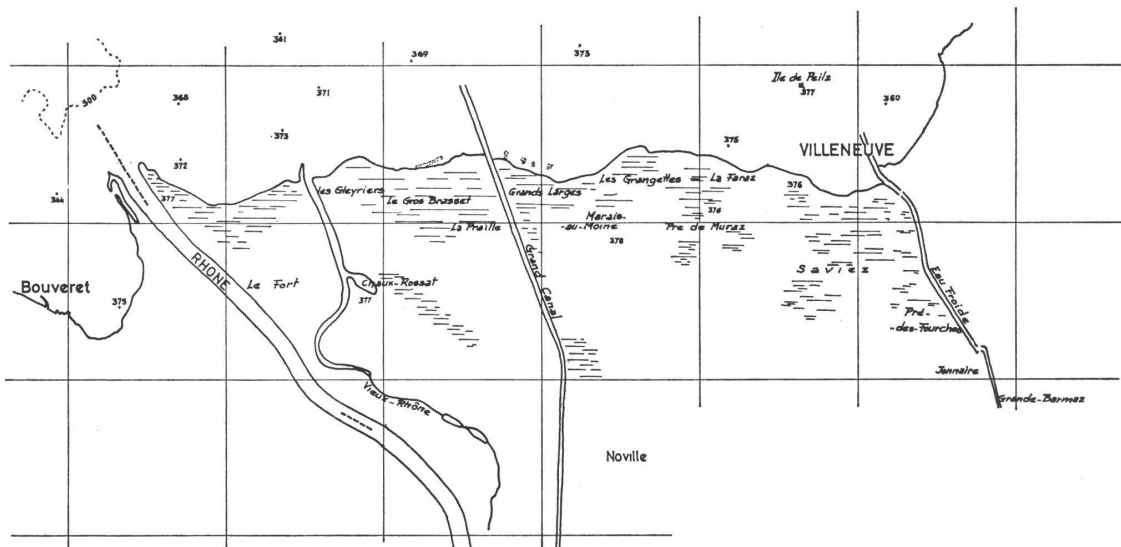 361
369
373
Ile de Peilz
300
368
371
377
360
373
375
VILLENEUVE
372
les Gleyriers
Les Grangettes
La Faraz
376
344
377
Le Gros Brasset
Grands Larges
376
La Praille
Marais-
-au-Moine
Pre de Muraz
378
RHONE
Grand Canal
Saviez
Eau Froide
Bouveret
Le Fort
Chaux-Rossat
377
375
Pré-
-des-Fourches
Jonnaire
Vieux-Rhône
Grande-Barmaz
Noville